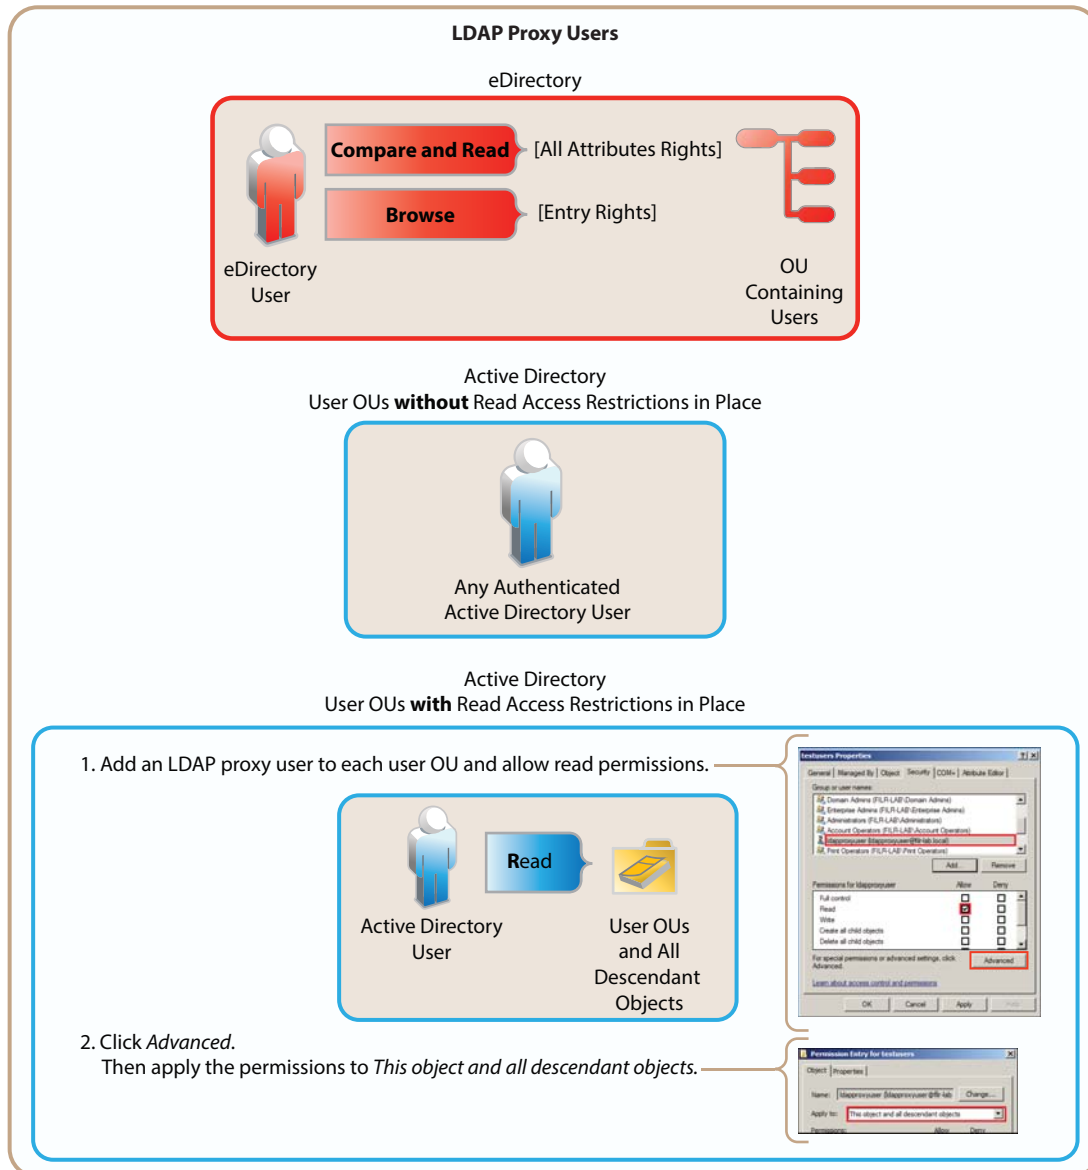 LDAP Proxy Users
eDirectory
Compare and Read
[All Attributes Rights]
Browse
[Entry Rights]
eDirectory
User
OU
Containing
Users
Active Directory
User OUs without Read Access Restrictions in Place
Any Authenticated
Active Directory User
Active Directory
User OUs with Read Access Restrictions in Place
1. Add an LDAP proxy user to each user OU and allow read permissions.
Read
Active Directory
User
User OUs
and All
Descendant
Objects
testusers Properties
General Managed By Object Security COM+ Attribute Editor
Group or user names:
Domain Admins (FILR-LAB\Domain Admins)
Enterprise Admins (FILR-LAB\Enterprise Admins)
Administrators (FILR-LAB\Administrators)
Account Operators (FILR-LAB\Account Operators)
ldapproxyuser (ldapproxyuser@filr-lab.local)
Print Operators (FILR-LAB\Print Operators)
Add... Remove
Permissions for ldapproxyuser Allow Deny
Full control
Read
Write
Create all child objects
Delete all child objects
For special permissions or advanced settings, click
Advanced.
Advanced
Learn about access control and permissions
OK Cancel Apply Help
2. Click Advanced.
Then apply the permissions to This object and all descendant objects.
Permission Entry for testusers
Object Properties
Name: ldapproxyuser (ldapproxyuser@filr-lab Change...
Apply to: This object and all descendant objects
Permissions: Allow Deny